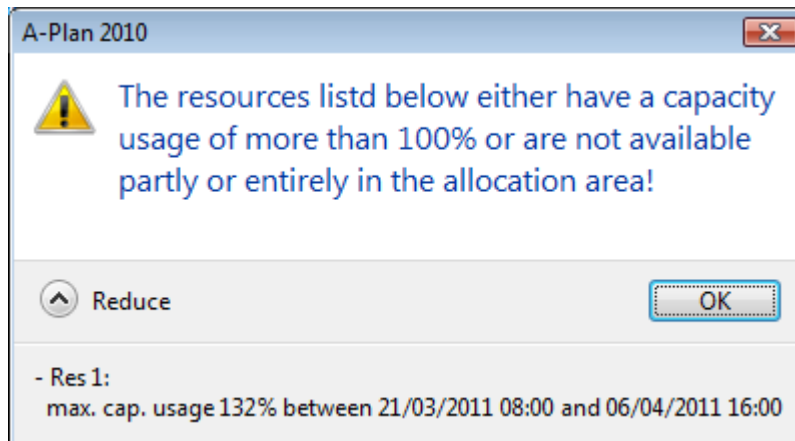 A-Plan 2010
The resources listd below either have a capacity
usage of more than 100% or are not available
partly or entirely in the allocation area!
Reduce
OK
- Res 1:
max. cap. usage 132% between 21/03/2011 08:00 and 06/04/2011 16:00